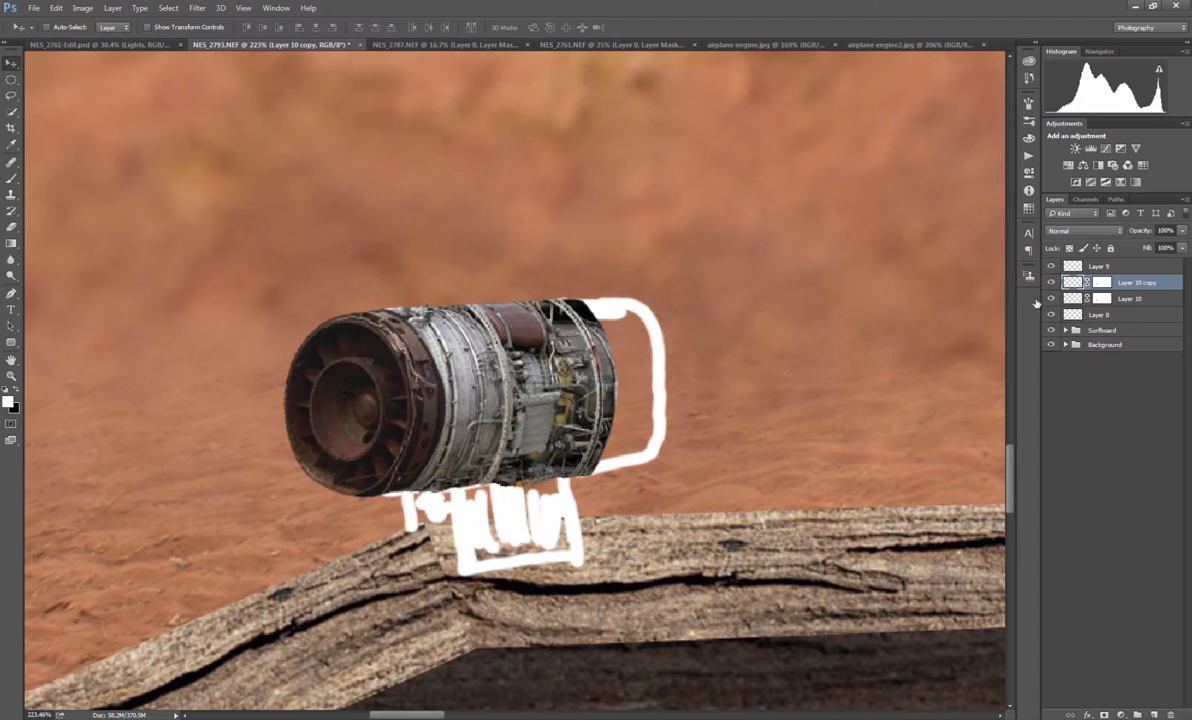 Ps File Edit Image Layer Type Select Filter 3D View Window Help
Auto-Select: Layer Show Transform Controls 3D Mode: Photography
NES_2761-Edit.psd @ 30.4% (Lights, RGB/... × NES_2793.NEF @ 223% (Layer 10 copy, RGB/8*) * × NES_2787.NEF @ 16.7% (Layer 0, Layer Mas... × NES_2761.NEF @ 25% (Layer 0, Layer Mask... × airplane engine.jpg @ 169% (RGB/... × airplane engine2.jpg @ 206% (RGB/8... ×
Histogram Navigator
Adjustments
Add an adjustment
Layers Channels Paths
Kind
Normal Opacity: 100%
Lock: Fill: 100%
Layer 9
Layer 10 copy
Layer 10
Layer 8
Surfboard
Background
223.46% Doc: 58.2M/370.5M